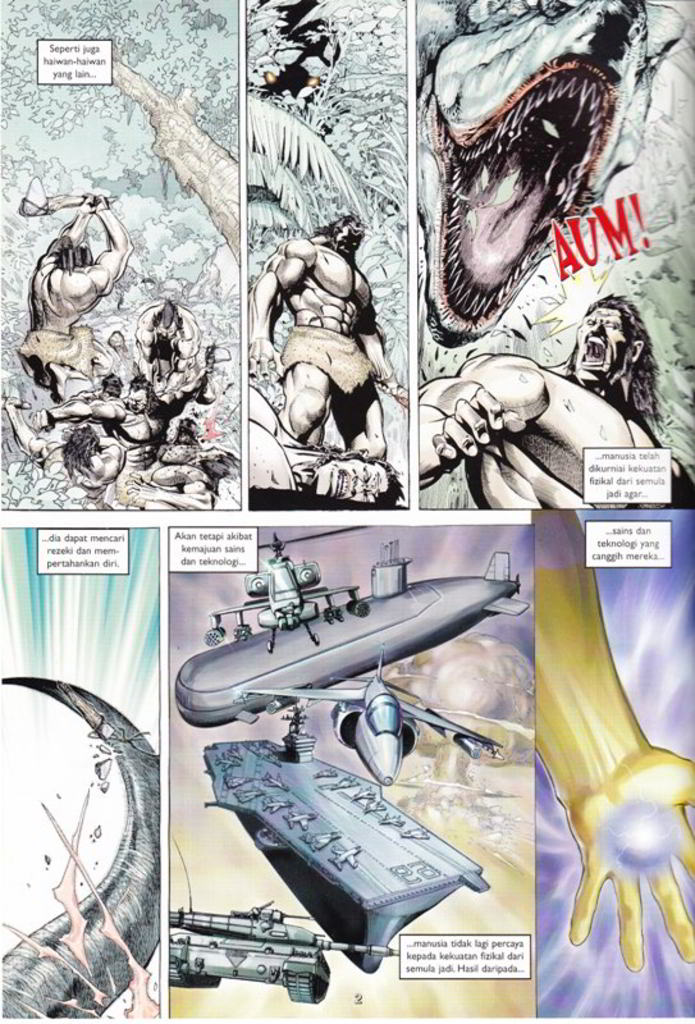 Seperti juga
haiwan-haiwan
yang lain...
AUM!
...manusia telah
dikurniai kekuatan
fizikal dari semula
jadi agar...
...dia dapat mencari
rezeki dan mem-
pertahankan diri.
Akan tetapi akibat
kemajuan sains
dan teknologi...
...manusia tidak lagi percaya
kepada kekuatan fizikal dari
semula jadi. Hasil daripada...
...sains dan
teknologi yang
canggih mereka...
2